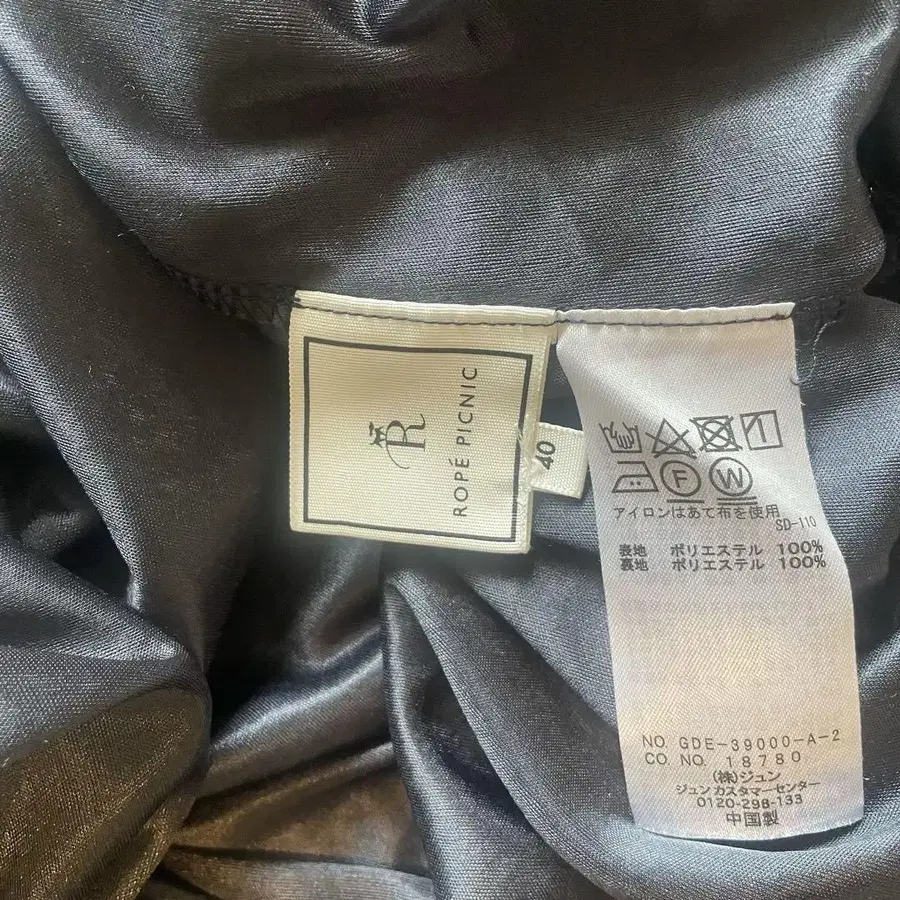 R
ROPÉ PICNIC
40
F
W
アイロンはあて布を使用
SD-110
表地 ポリエステル 100%
裏地 ポリエステル 100%
NO. GDE-39000-A-2
CO. NO. 18780
(株)ジュン
ジュン カスタマーセンター
0120-298-133
中国製